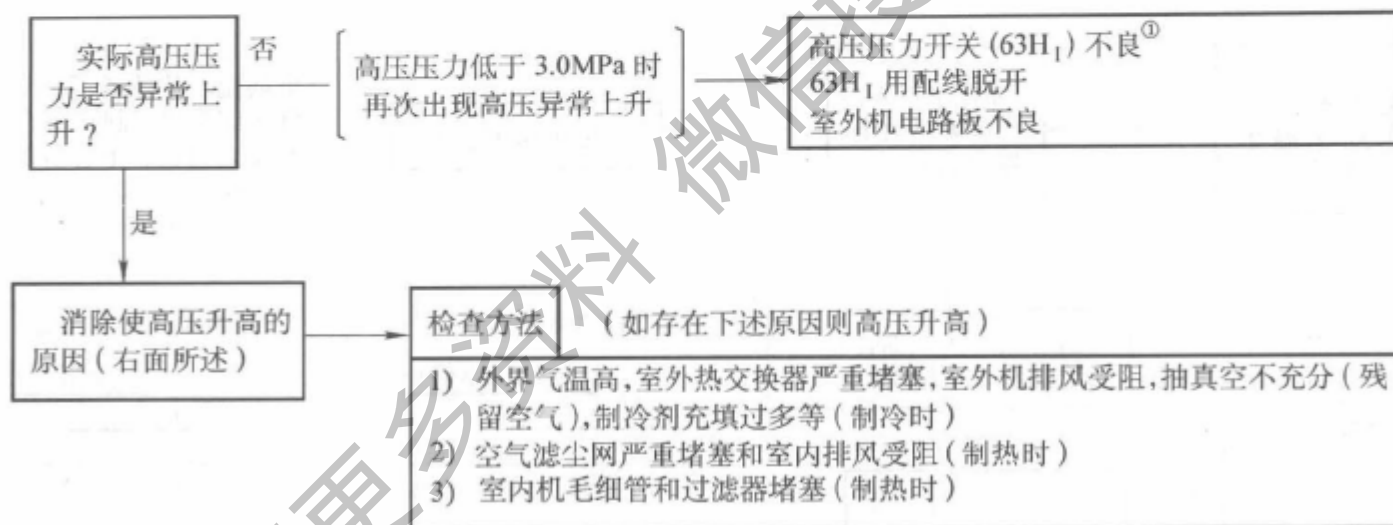 实际高压压
力是否异常上
升?
否
高压压力低于 3.0MPa 时
再次出现高压异常上升
高压压力开关(63H₁)不良①
63H₁ 用配线脱开
室外机电路板不良
是
消除使高压升高的
原因(右面所述)
检查方法 (如存在下述原因则高压升高)
1) 外界气温高,室外热交换器严重堵塞,室外机排风受阻,抽真空不充分(残
留空气),制冷剂充填过多等(制冷时)
2) 空气滤尘网严重堵塞和室内排风受阻(制热时)
3) 室内机毛细管和过滤器堵塞(制热时)
更多资料 微信搜